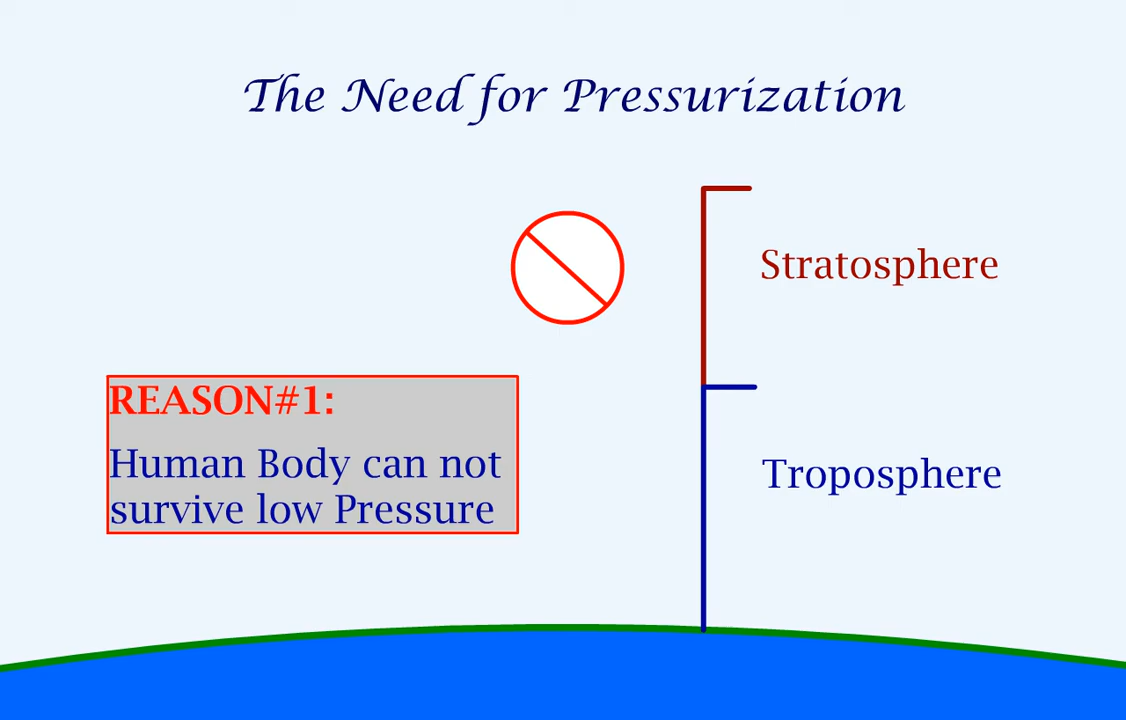 The Need for Pressurization
Stratosphere
REASON#1:
Human Body can not
survive low Pressure
Troposphere